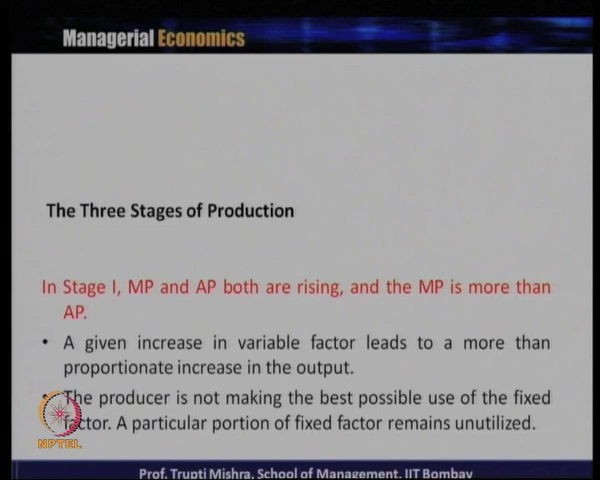 Managerial Economics
The Three Stages of Production
In Stage I, MP and AP both are rising, and the MP is more than
AP.
• A given increase in variable factor leads to a more than
proportionate increase in the output.
• The producer is not making the best possible use of the fixed
factor. A particular portion of fixed factor remains unutilized.
NPTEL
Prof. Trupti Mishra, School of Management, IIT Bombay